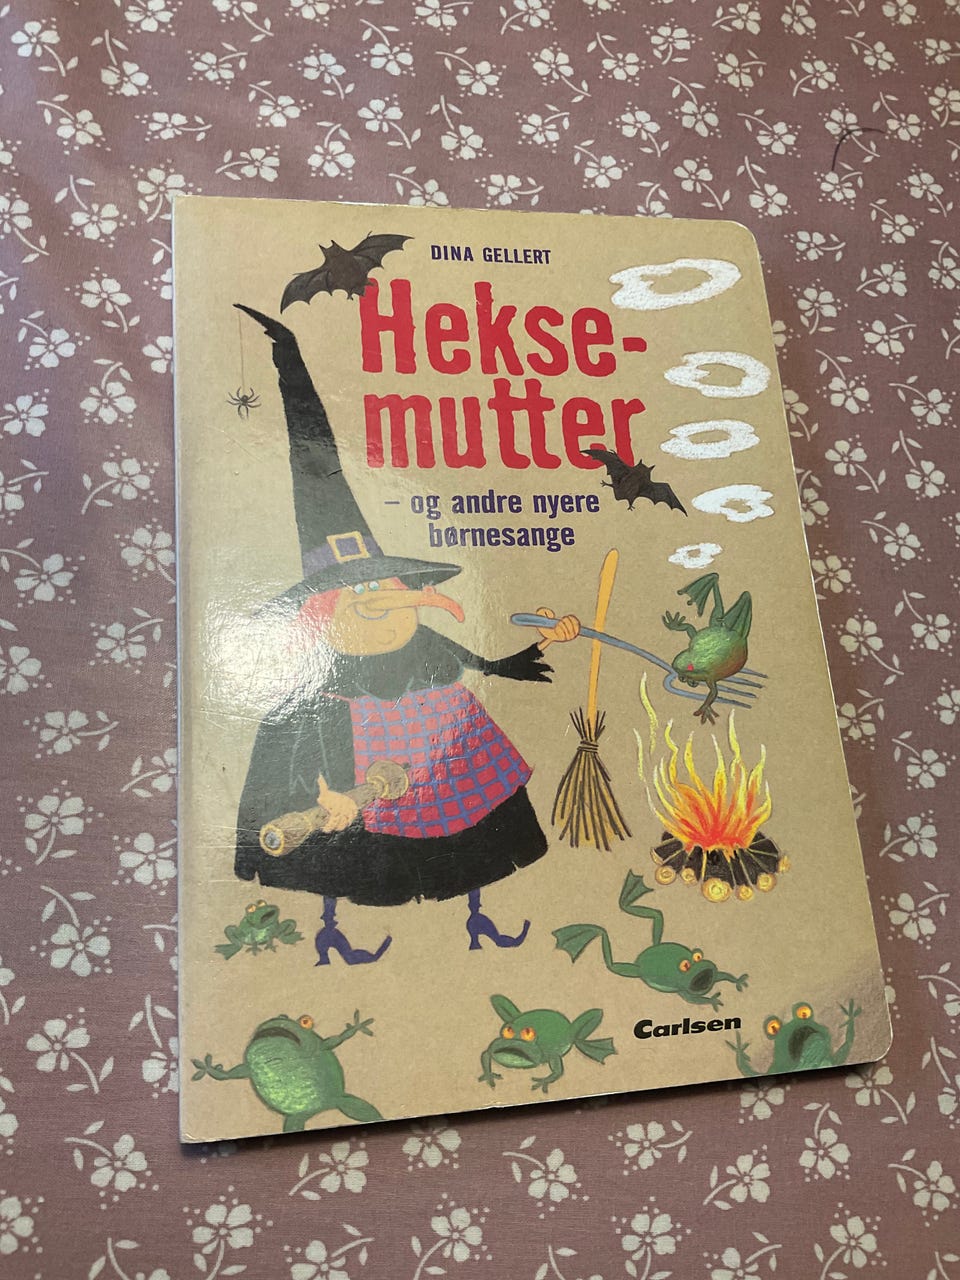 DINA GELLERT
Hekse-
mutter
– og andre nyere
børnesange
Carlsen